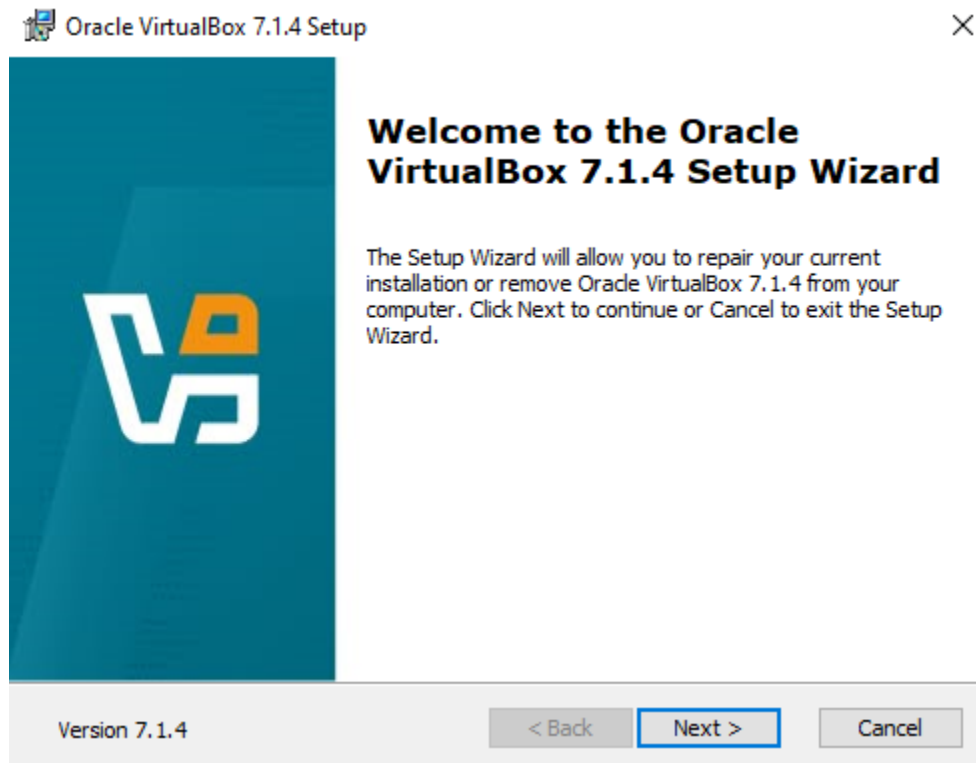 Oracle VirtualBox 7.1.4 Setup
Welcome to the Oracle
VirtualBox 7.1.4 Setup Wizard
The Setup Wizard will allow you to repair your current
installation or remove Oracle VirtualBox 7.1.4 from your
computer. Click Next to continue or Cancel to exit the Setup
Wizard.
Version 7.1.4
< Back
Next >
Cancel